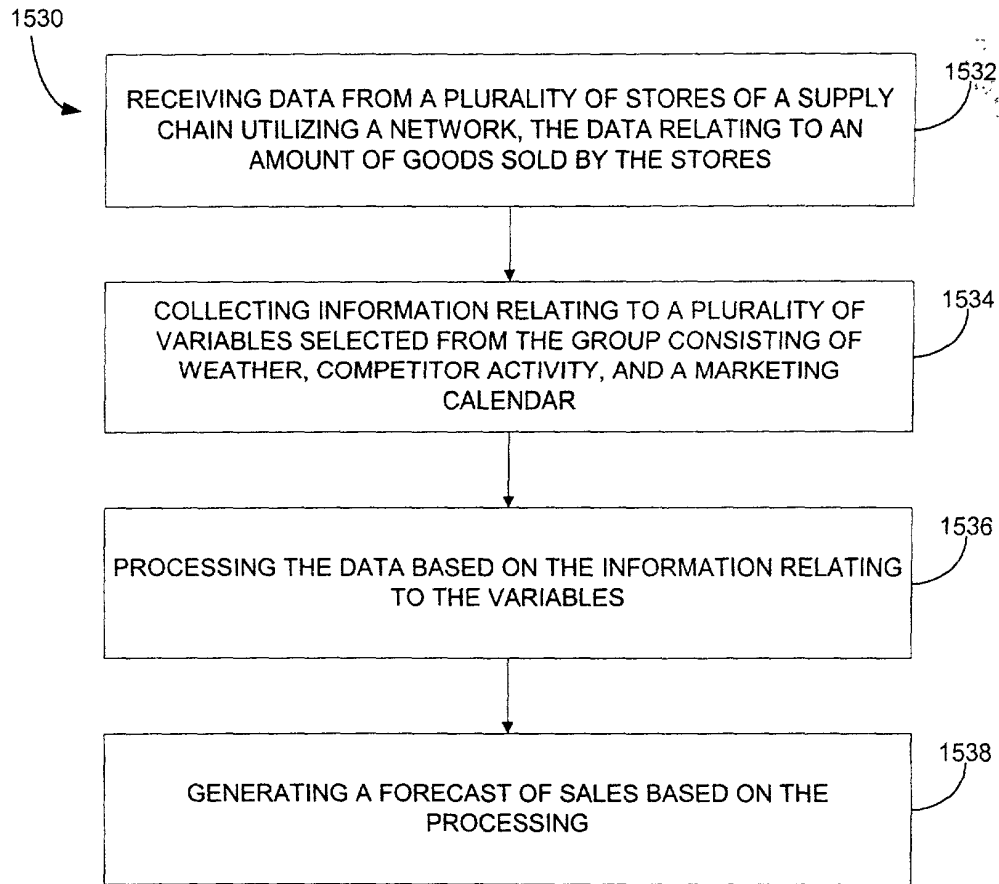 1530
1532
RECEIVING DATA FROM A PLURALITY OF STORES OF A SUPPLY
CHAIN UTILIZING A NETWORK, THE DATA RELATING TO AN
AMOUNT OF GOODS SOLD BY THE STORES
1534
COLLECTING INFORMATION RELATING TO A PLURALITY OF
VARIABLES SELECTED FROM THE GROUP CONSISTING OF
WEATHER, COMPETITOR ACTIVITY, AND A MARKETING
CALENDAR
1536
PROCESSING THE DATA BASED ON THE INFORMATION RELATING
TO THE VARIABLES
1538
GENERATING A FORECAST OF SALES BASED ON THE
PROCESSING